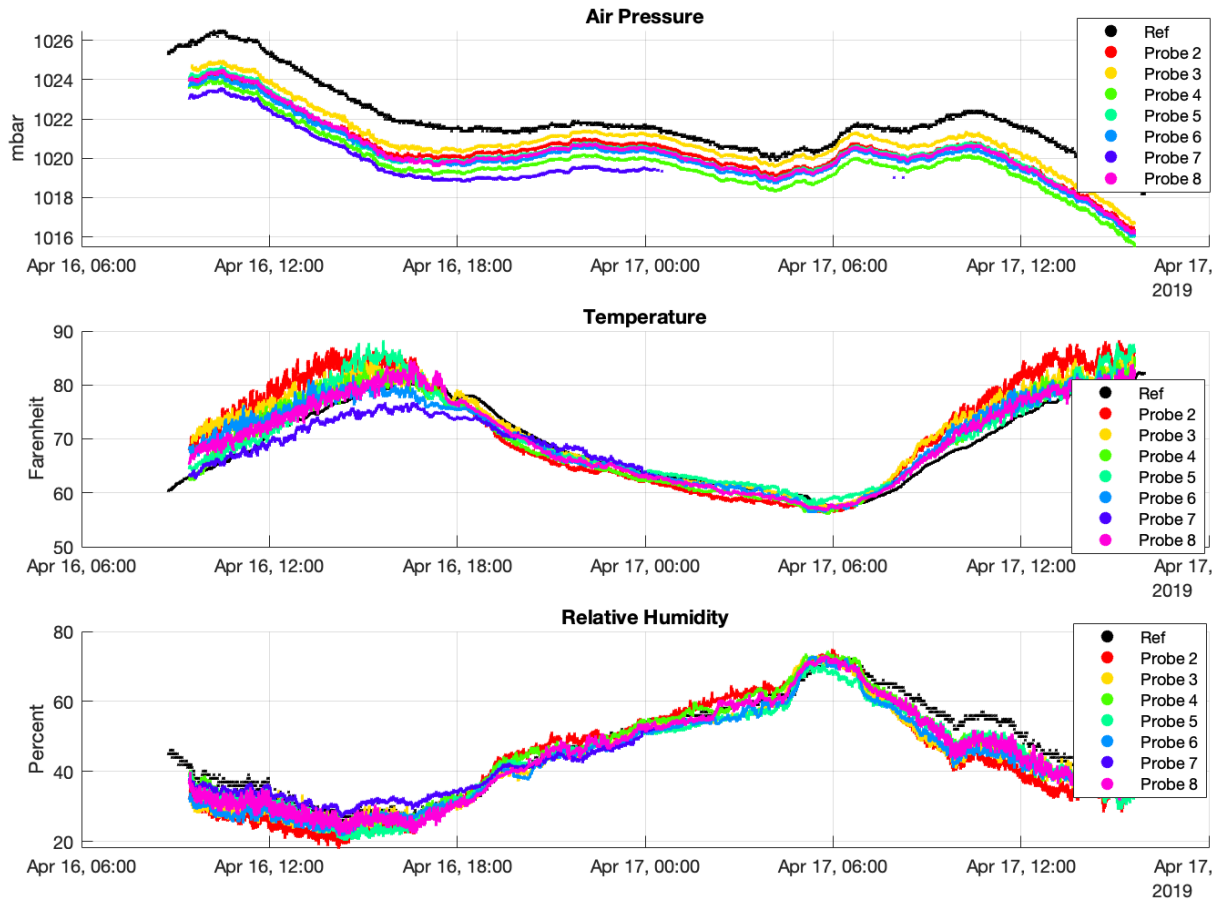 Air Pressure
1026
1024
1022
1020
1018
1016
mbar
Ref
Probe 2
Probe 3
Probe 4
Probe 5
Probe 6
Probe 7
Probe 8
Apr 16, 06:00 Apr 16, 12:00 Apr 16, 18:00 Apr 17, 00:00 Apr 17, 06:00 Apr 17, 12:00 Apr 17,
2019
Temperature
90
80
70
60
50
Farenheit
Ref
Probe 2
Probe 3
Probe 4
Probe 5
Probe 6
Probe 7
Probe 8
Apr 16, 06:00 Apr 16, 12:00 Apr 16, 18:00 Apr 17, 00:00 Apr 17, 06:00 Apr 17, 12:00 Apr 17,
2019
Relative Humidity
80
60
40
20
Percent
Ref
Probe 2
Probe 3
Probe 4
Probe 5
Probe 6
Probe 7
Probe 8
Apr 16, 06:00 Apr 16, 12:00 Apr 16, 18:00 Apr 17, 00:00 Apr 17, 06:00 Apr 17, 12:00 Apr 17,
2019